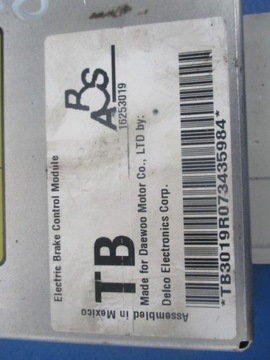 Electric Brake Control Module
R
A
OS
16253019
TB
Made for Daewoo Motor Co., LTD by:
Delco Electronics Corp.
Assembled in Mexico
*TB3019R073435984*